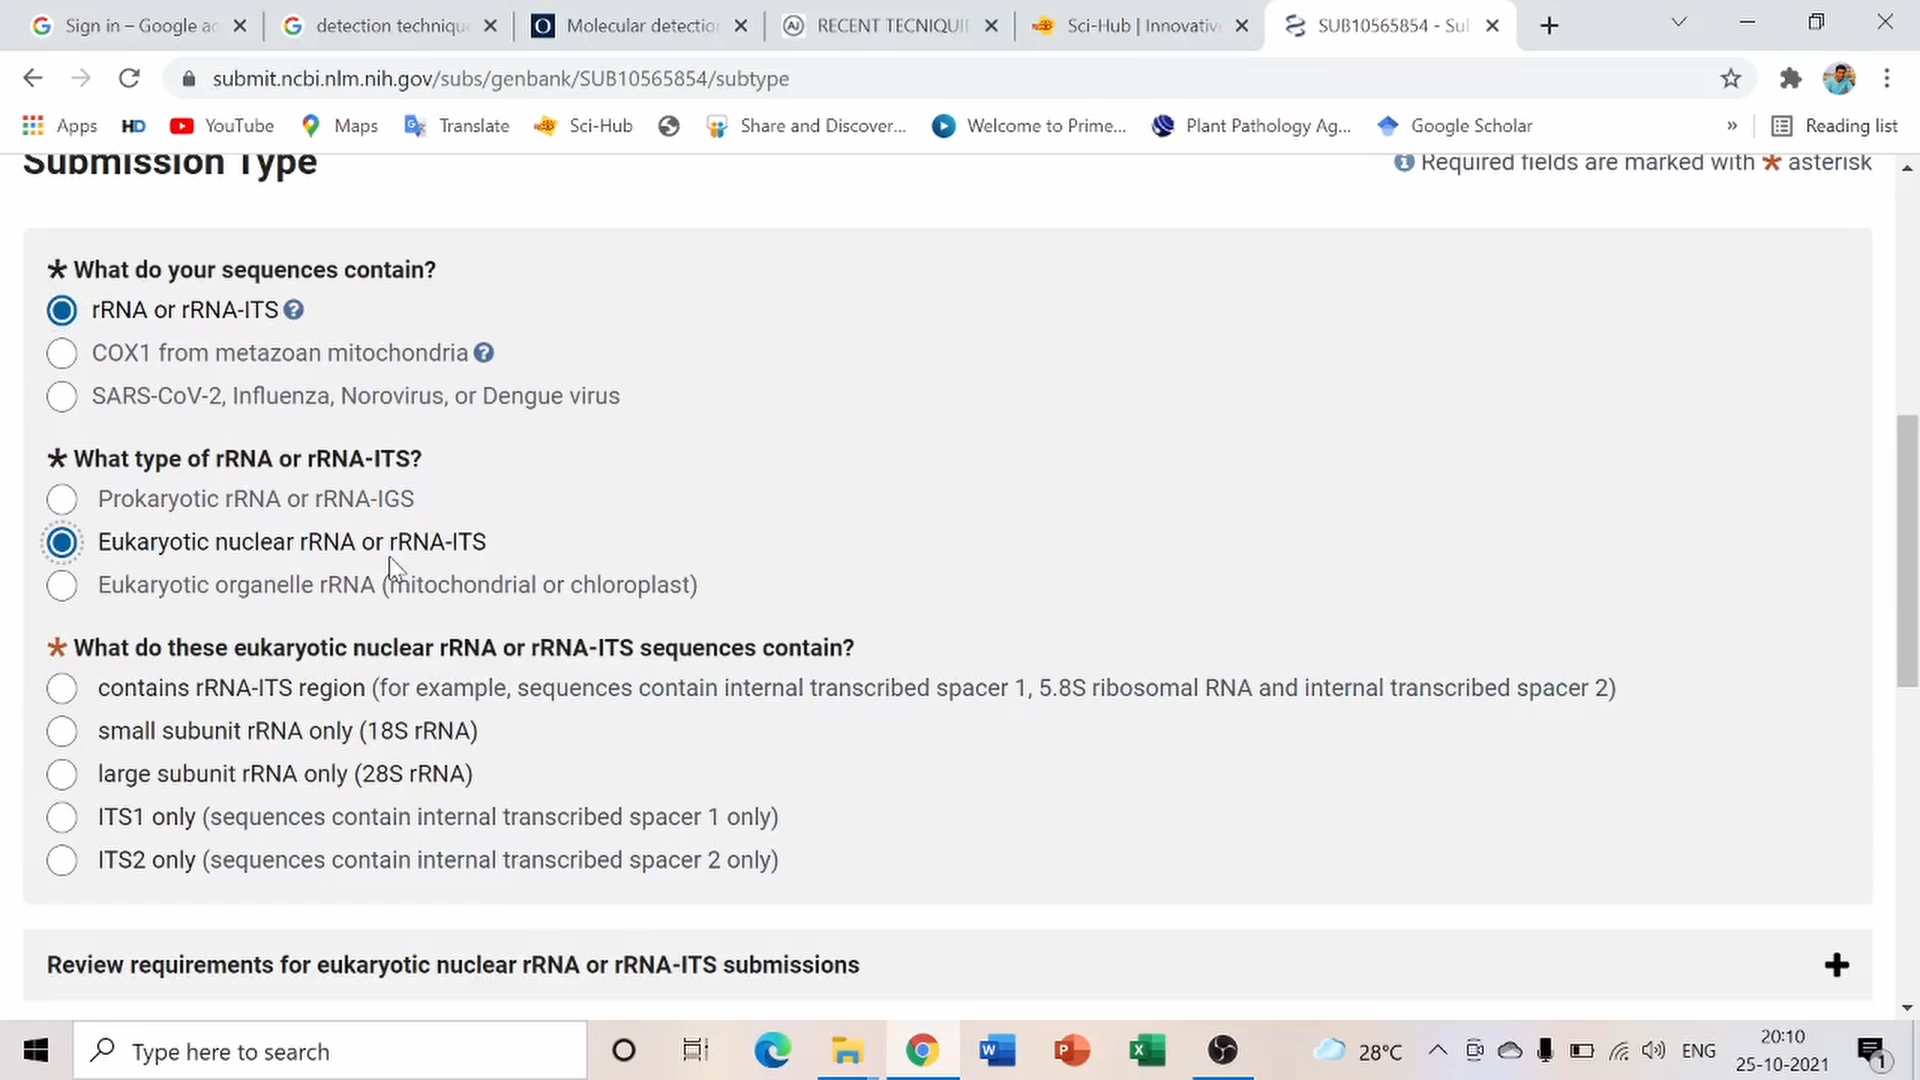 Sign in – Google ac
detection techniqu
Molecular detectio
RECENT TECNIQUI
Sci-Hub | Innovativ
SUB10565854 - Su
submit.ncbi.nlm.nih.gov/subs/genbank/SUB10565854/subtype
Apps
HD
YouTube
Maps
Translate
Sci-Hub
Share and Discover...
Welcome to Prime...
Plant Pathology Ag...
Google Scholar
»
Reading list
Submission Type
Required fields are marked with * asterisk
* What do your sequences contain?
rRNA or rRNA-ITS ?
COX1 from metazoan mitochondria ?
SARS-CoV-2, Influenza, Norovirus, or Dengue virus
* What type of rRNA or rRNA-ITS?
Prokaryotic rRNA or rRNA-IGS
Eukaryotic nuclear rRNA or rRNA-ITS
Eukaryotic organelle rRNA (mitochondrial or chloroplast)
* What do these eukaryotic nuclear rRNA or rRNA-ITS sequences contain?
contains rRNA-ITS region (for example, sequences contain internal transcribed spacer 1, 5.8S ribosomal RNA and internal transcribed spacer 2)
small subunit rRNA only (18S rRNA)
large subunit rRNA only (28S rRNA)
ITS1 only (sequences contain internal transcribed spacer 1 only)
ITS2 only (sequences contain internal transcribed spacer 2 only)
Review requirements for eukaryotic nuclear rRNA or rRNA-ITS submissions
Type here to search
28°C
ENG
20:10
25-10-2021
1